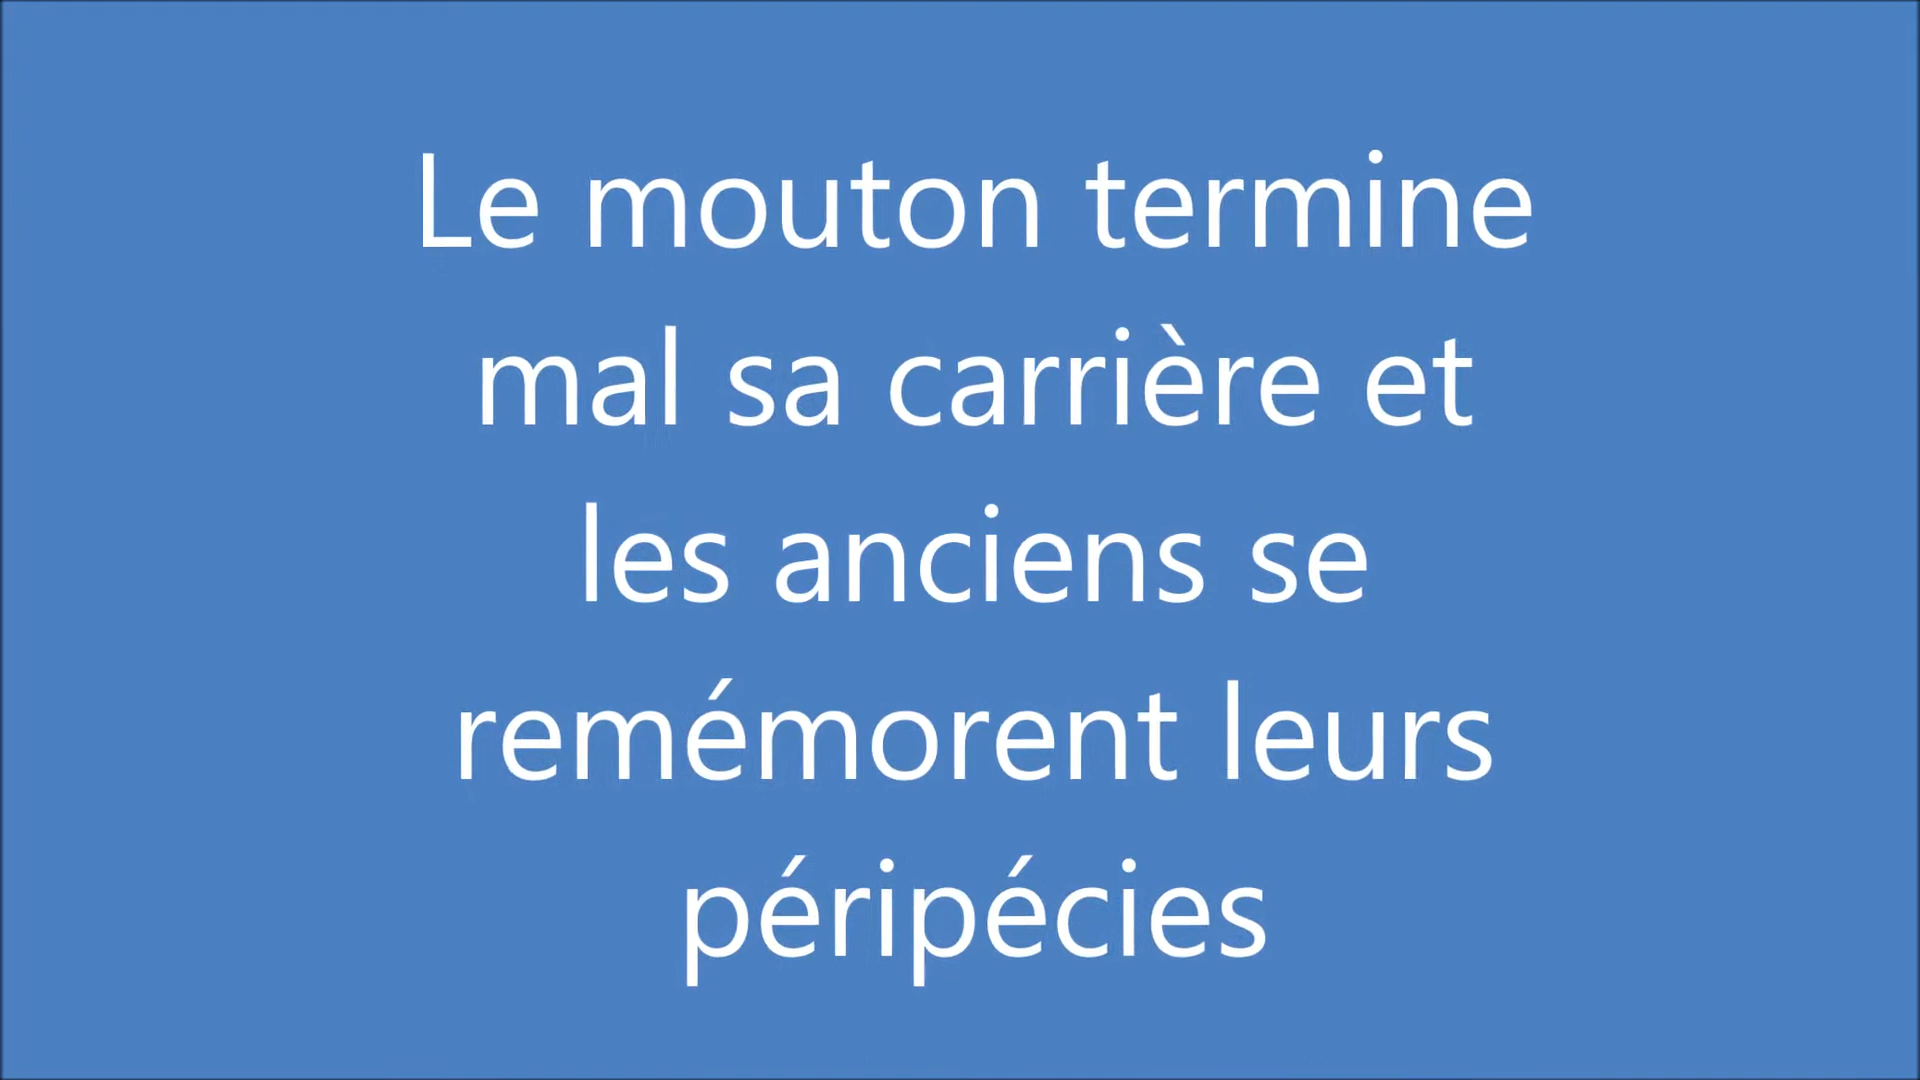 Le mouton termine
mal sa carrière et
les anciens se
remémorent leurs
péripécies